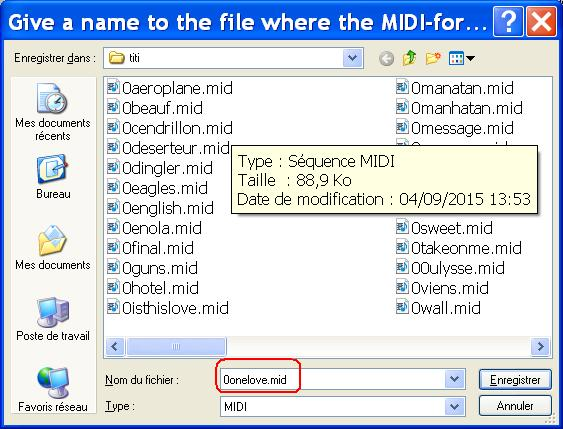 Give a name to the file where the MIDI-for...
Enregistrer dans :
titi
Mes documents récents
Bureau
Mes documents
Poste de travail
Favoris réseau
0aeroplane.mid
0beauf.mid
0cendrillon.mid
0deserteur.mid
0dingler.mid
0eagles.mid
0english.mid
0enola.mid
0final.mid
0guns.mid
0hotel.mid
0isthislove.mid
0manatan.mid
0manhatan.mid
0message.mid
Type : Séquence MIDI
Taille : 88,9 Ko
Date de modification : 04/09/2015 13:53
0sweet.mid
0takeonme.mid
00ulysse.mid
0viens.mid
0wall.mid
Nom du fichier :
0onelove.mid
Enregistrer
Type :
MIDI
Annuler